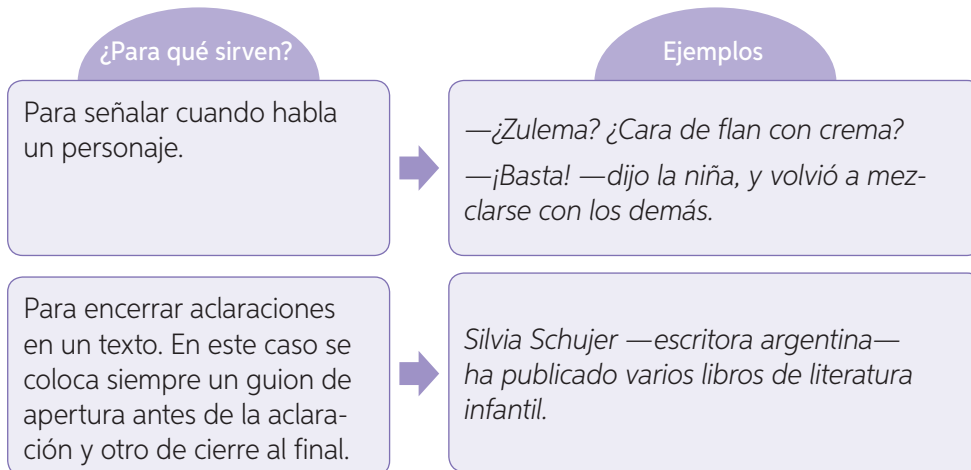 ¿Para qué sirven?
Ejemplos
Para señalar cuando habla
un personaje.
—¿Zulema? ¿Cara de flan con crema?
—¡Basta! —dijo la niña, y volvió a mez-
clarse con los demás.
Para encerrar aclaraciones
en un texto. En este caso se
coloca siempre un guion de
apertura antes de la aclara-
ción y otro de cierre al final.
Silvia Schujer —escritora argentina—
ha publicado varios libros de literatura
infantil.